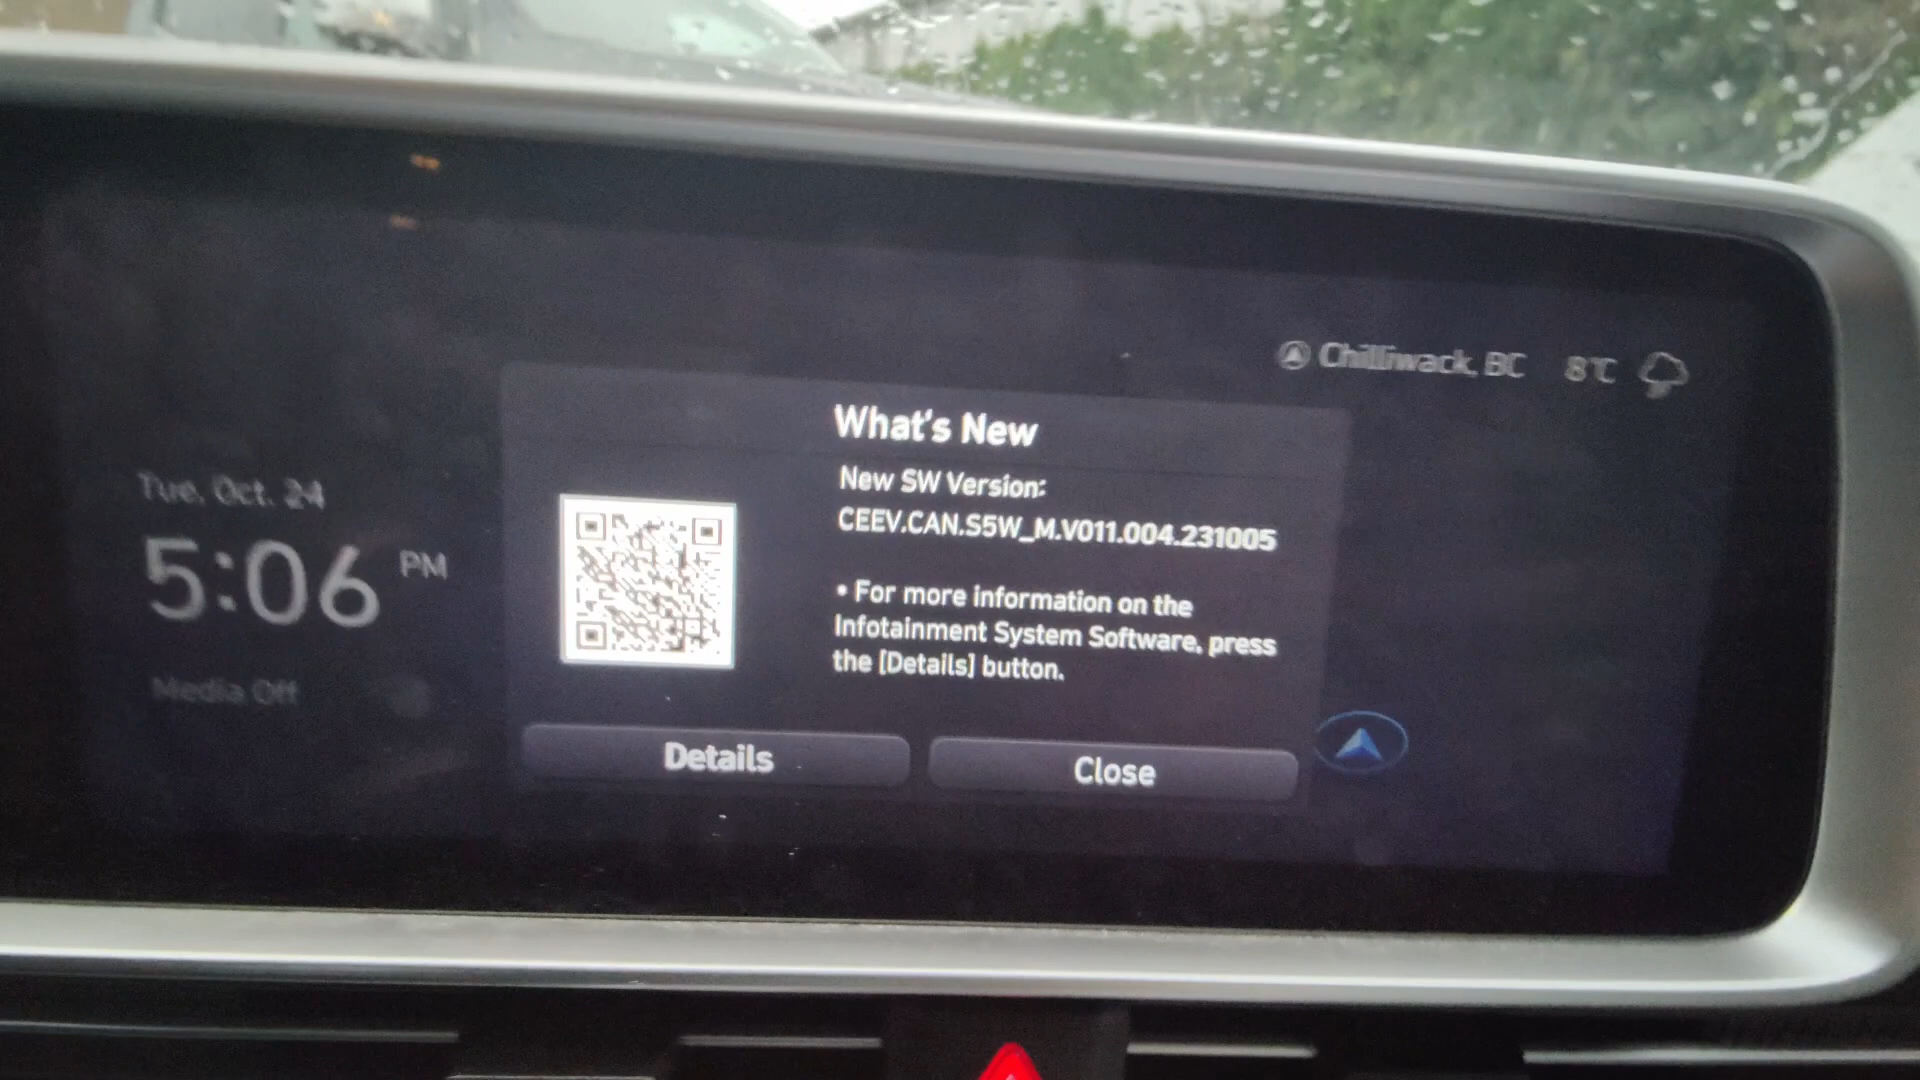 Chilliwack, BC 8°C
What's New
New SW Version:
CEEV.CAN.S5W_M.V011.004.231005
• For more information on the
Infotainment System Software, press
the [Details] button.
Details
Close
Tue, Oct. 24
5:06 PM
Media Off